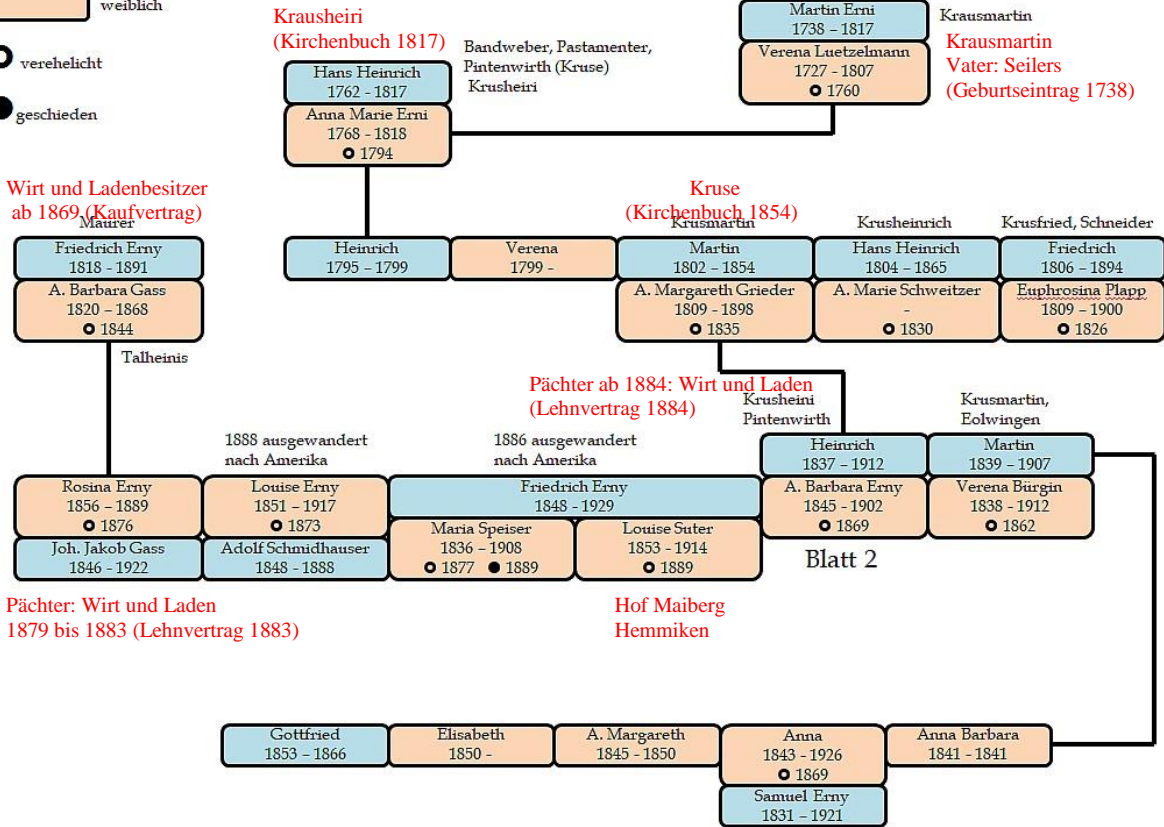 weiblich
verehelicht
geschieden
Krausheiri
(Kirchenbuch 1817)
Hans Heinrich
1762 - 1817
Anna Marie Erni
1768 - 1818
1794
Bandweber, Pastamenter,
Pintenwirth (Kruse)
Krusheiri
Martin Erni
1738 - 1817
Verena Luetzelmann
1727 - 1807
1760
Krausmartin
Krausmartin
Vater: Seilers
(Geburtseintrag 1738)
Wirt und Ladenbesitzer
ab 1869 (Kaufvertrag)
Maurer
Friedrich Erny
1818 - 1891
A. Barbara Gass
1820 – 1868
1844
Talheinis
Heinrich
1795 – 1799
Verena
1799 -
Kruse
(Kirchenbuch 1854)
Krusmartin
Martin
1802 – 1854
A. Margareth Grieder
1809 - 1898
1835
Krusheinrich
Hans Heinrich
1804 – 1865
A. Marie Schweitzer
-
1830
Krusfried, Schneider
Friedrich
1806 – 1894
Euphrosina Plapp
1809 – 1900
1826
Pächter ab 1884: Wirt und Laden
(Lehnvertrag 1884)
Krusheini
Pintenwirth
Heinrich
1837 – 1912
A. Barbara Erny
1845 - 1902
1869
Krusmartin,
Eolwingen
Martin
1839 – 1907
Verena Bürgin
1838 - 1912
1862
Blatt 2
Rosina Erny
1856 – 1889
1876
Joh. Jakob Gass
1846 - 1922
1888 ausgewandert
nach Amerika
Louise Erny
1851 – 1917
1873
Adolf Schmidhauser
1848 - 1888
1886 ausgewandert
nach Amerika
Friedrich Erny
1848 - 1929
Maria Speiser
1836 – 1908
1877 1889
Louise Suter
1853 - 1914
1889
Pächter: Wirt und Laden
1879 bis 1883 (Lehnvertrag 1883)
Hof Maiberg
Hemmiken
Gottfried
1853 – 1866
Elisabeth
1850 -
A. Margareth
1845 - 1850
Anna
1843 -1926
1869
Samuel Erny
1831 – 1921
Anna Barbara
1841 -1841